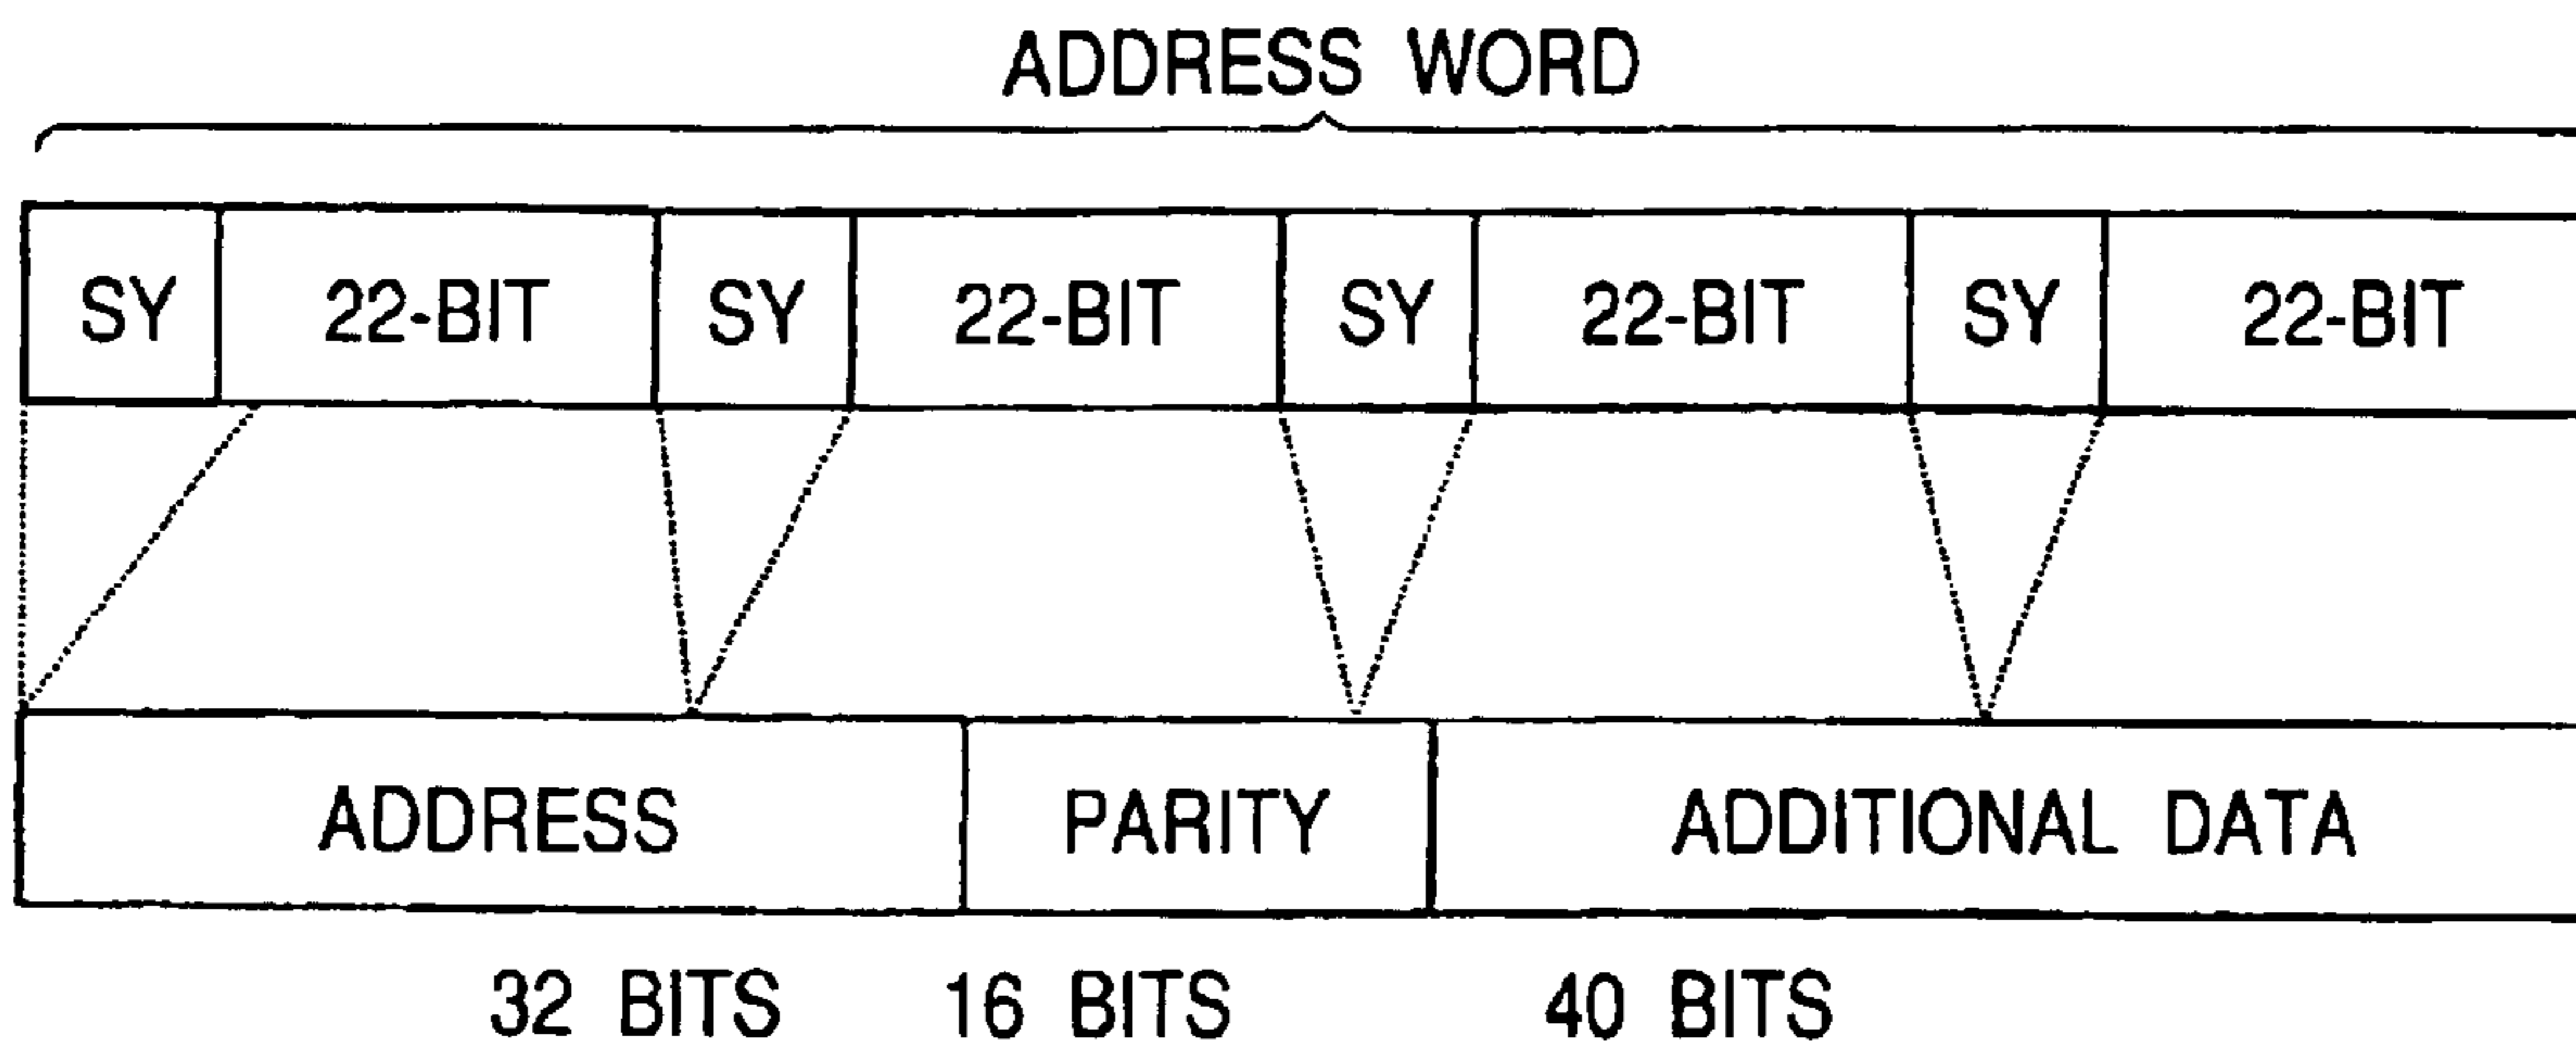 ADDRESS WORD
SY 22-BIT SY 22-BIT SY 22-BIT SY 22-BIT
ADDRESS PARITY ADDITIONAL DATA
32 BITS 16 BITS 40 BITS